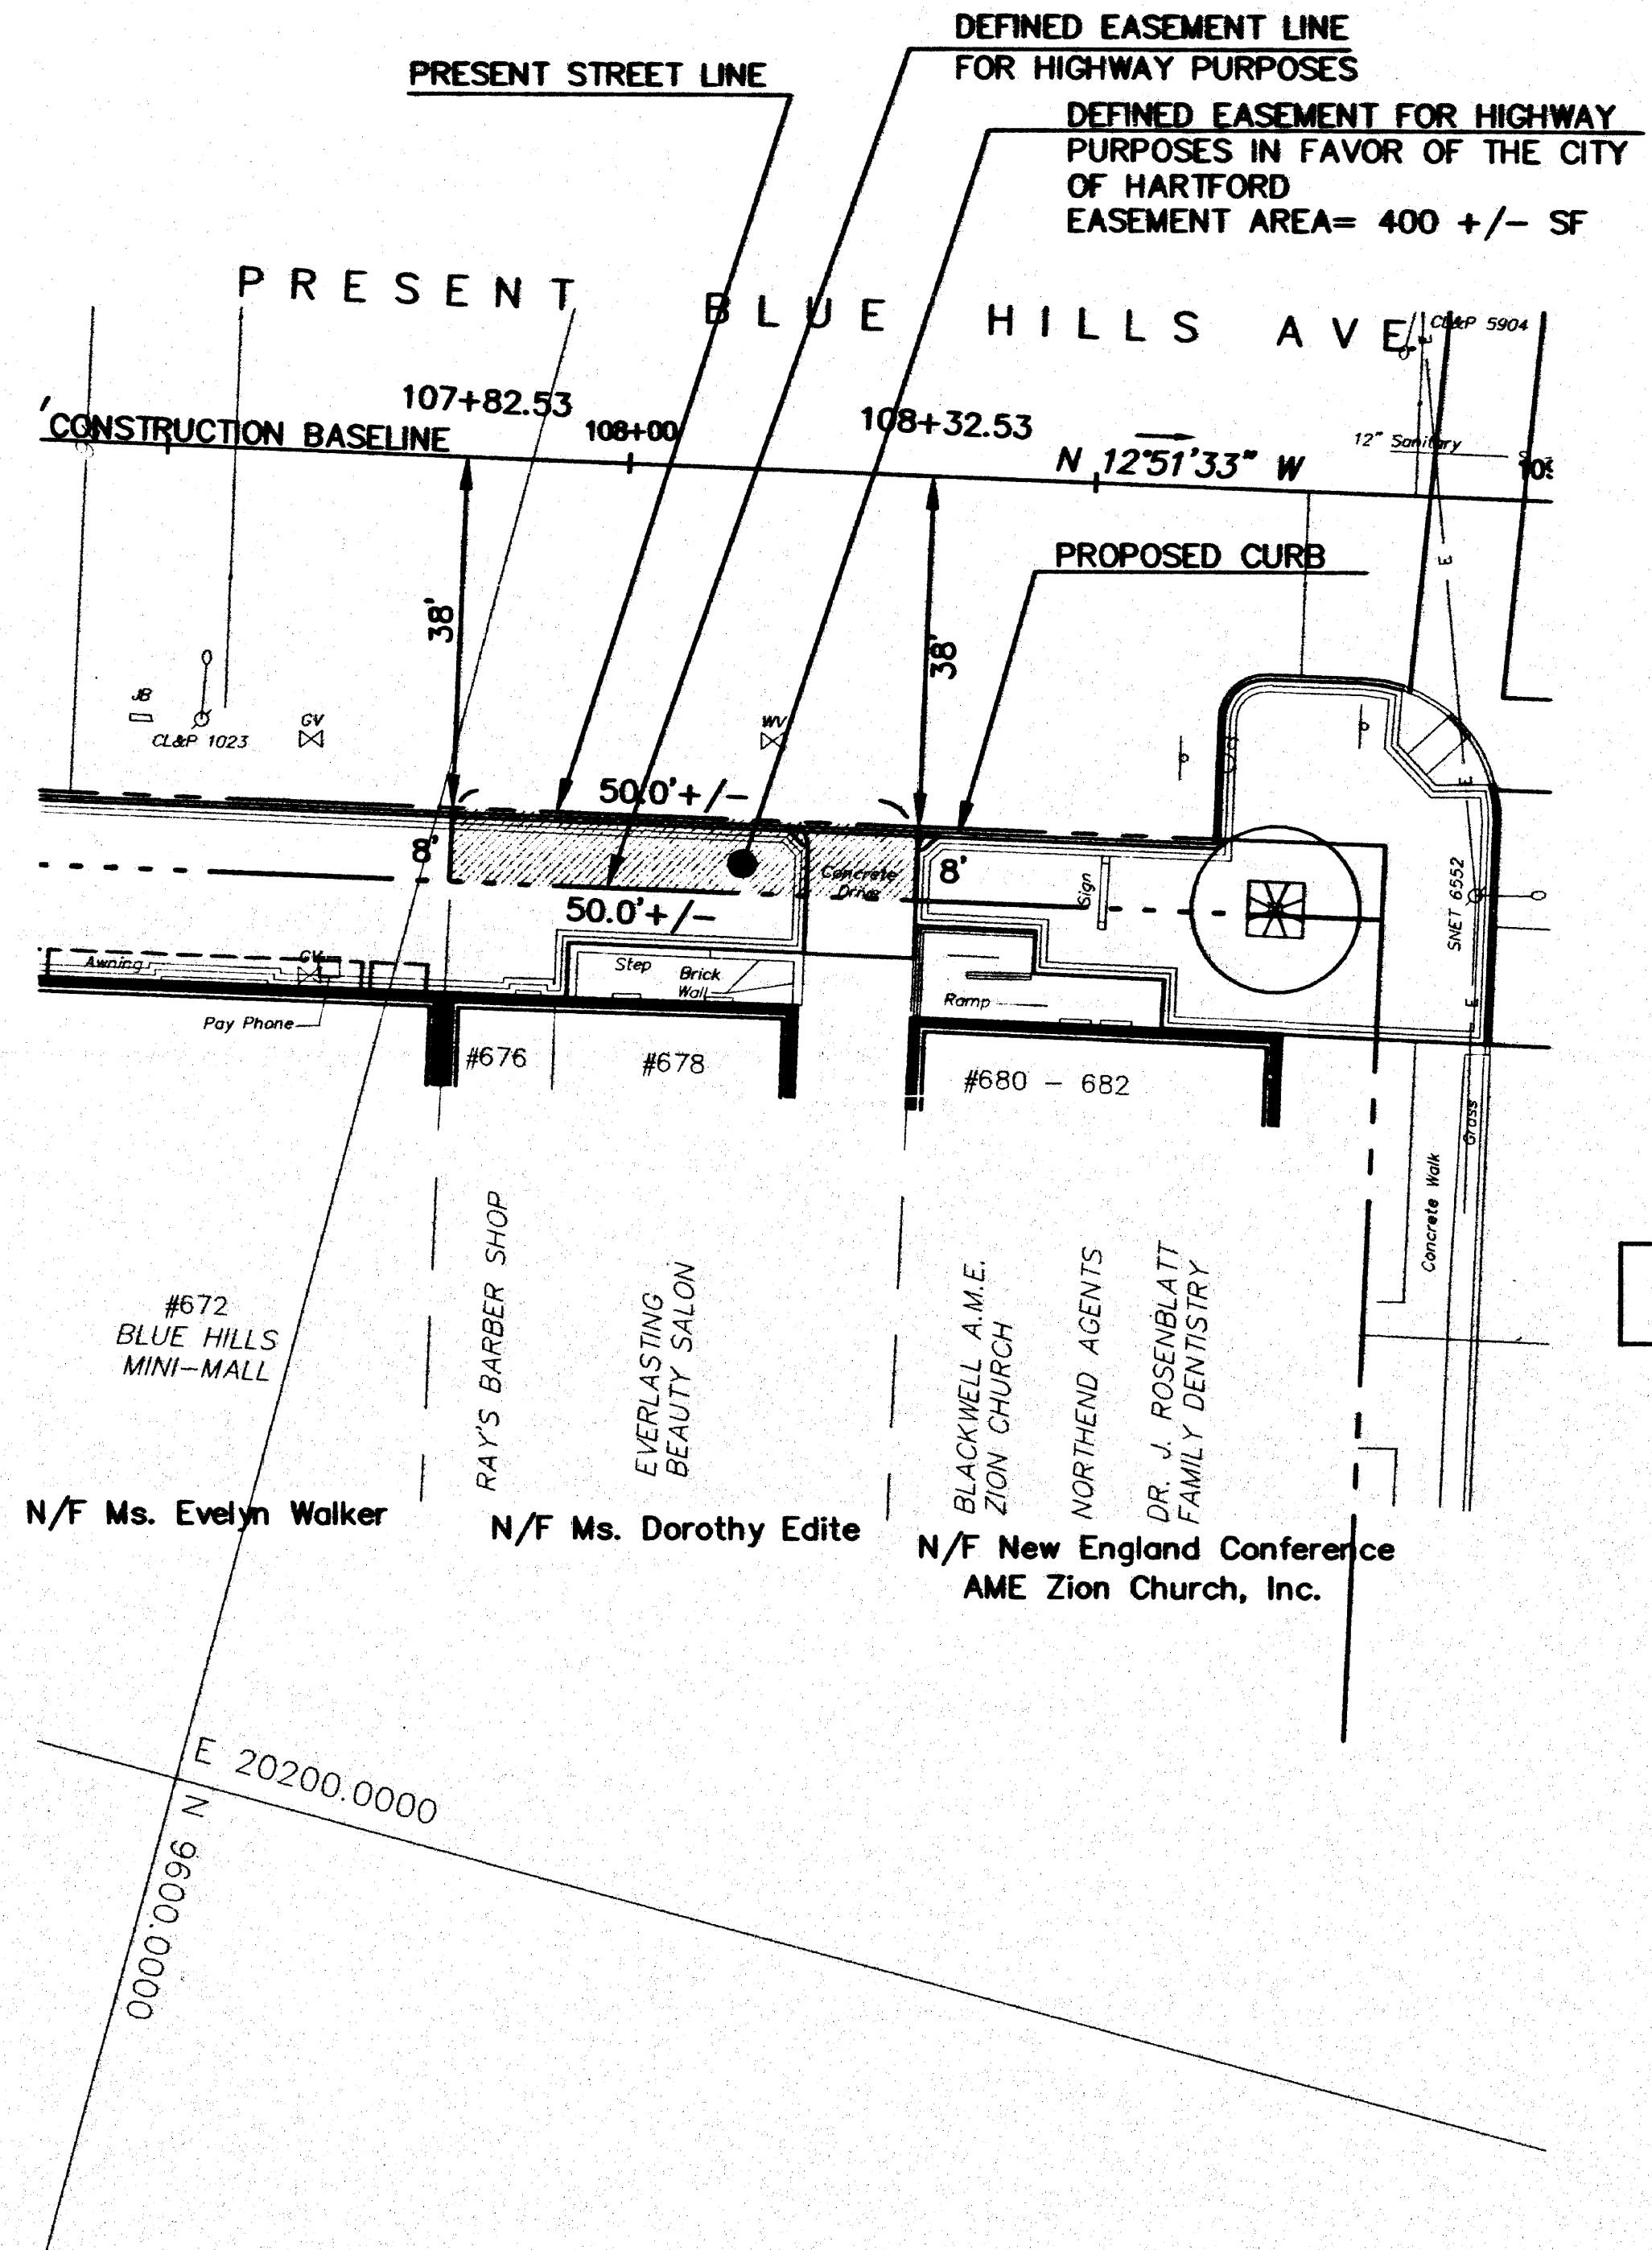 DEFINED EASEMENT LINE
FOR HIGHWAY PURPOSES
PRESENT STREET LINE
DEFINED EASEMENT FOR HIGHWAY
PURPOSES IN FAVOR OF THE CITY
OF HARTFORD
EASEMENT AREA= 400 +/- SF
PRESENT BLUE HILLS AVE.
CL&P 5904
107+82.53
CONSTRUCTION BASELINE
108+00
108+32.53
N 12°51'33" W
12" Sanitary
PROPOSED CURB
38'
38'
JB
CL&P 1023
GV
WV
50.0'+/-
8'
8'
Concrete
Drive
Sign
50.0'+/-
SNET 6552
E
E
E
E
Awning
GV
Step
Brick
Wall
Ramp
Pay Phone
#676
#678
#680 - 682
Grass
Concrete Walk
#672
BLUE HILLS
MINI-MALL
RAY'S BARBER SHOP
EVERLASTING
BEAUTY SALON
BLACKWELL A.M.E.
ZION CHURCH
NORTHEND AGENTS
DR. J. ROSENBLATT
FAMILY DENTISTRY
N/F Ms. Evelyn Walker
N/F Ms. Dorothy Edite
N/F New England Conference
AME Zion Church, Inc.
E 20200.0000
N 9600.0000